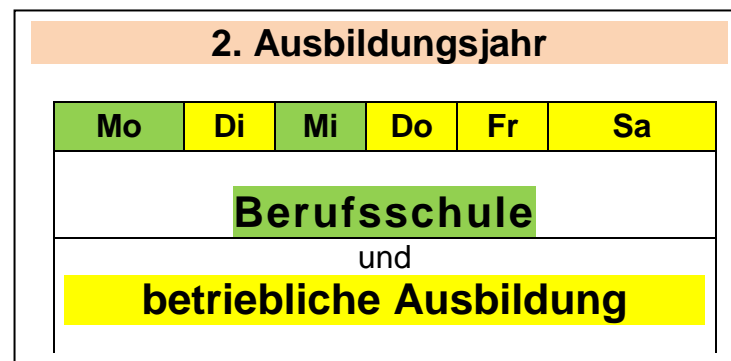 2. Ausbildungsjahr
Mo Di Mi Do Fr Sa
Berufsschule
und
betriebliche Ausbildung